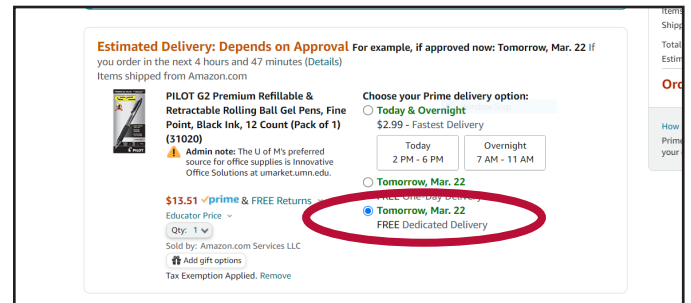 Estimated Delivery: Depends on Approval For example, if approved now: Tomorrow, Mar. 22 If
you order in the next 4 hours and 47 minutes (Details)
Items shipped from Amazon.com
PILOT G2 Premium Refillable &
Retractable Rolling Ball Gel Pens, Fine
Point, Black Ink, 12 Count (Pack of 1)
(31020)
Admin note: The U of M's preferred
source for office supplies is Innovative
Office Solutions at umarket.umn.edu.
$13.51 prime & FREE Returns
Educator Price
Qty: 1
Sold by: Amazon.com Services LLC
Add gift options
Tax Exemption Applied. Remove
PILOT
Choose your Prime delivery option:
Today & Overnight
$2.99 - Fastest Delivery
Today
2 PM - 6 PM
Overnight
7 AM - 11 AM
Tomorrow, Mar. 22
FREE One-Day Delivery
Tomorrow, Mar. 22
FREE Dedicated Delivery
Items
Shipp
Total
Estim
Ord
How
Prime
your